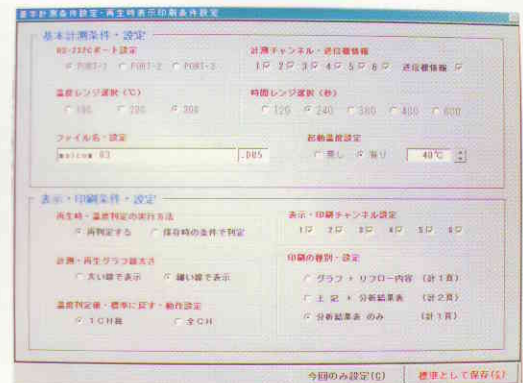 基本計測条件設定・再生時表示印刷条件設定
基本計測条件・設定
RS-232Cポート設定
PORT-1 PORT-2 PORT-3
計測チャンネル・送信機情報
1 2 3 4 5 6 送信機情報
温度レンジ選択 (℃)
100 200 300
時間レンジ選択 (秒)
120 240 360 480 600
ファイル名・設定
malcom R3 .D05
起動温度設定
無し 有り 40℃
表示・印刷条件・設定
再生時・温度判定の実行方法
再判定する 保存時の条件で判定
表示・印刷チャンネル設定
1 2 3 4 5 6
計測・再生グラフ線太さ
太い線で表示 細い線で表示
印刷の種別・設定
グラフ + リフロー内容 (計1頁)
上記 + 分析結果表 (計2頁)
分析結果表 のみ (計1頁)
温度判定値・標準に戻す・動作設定
1CH毎 全CH
今回のみ設定(G) 標準として保存(S)